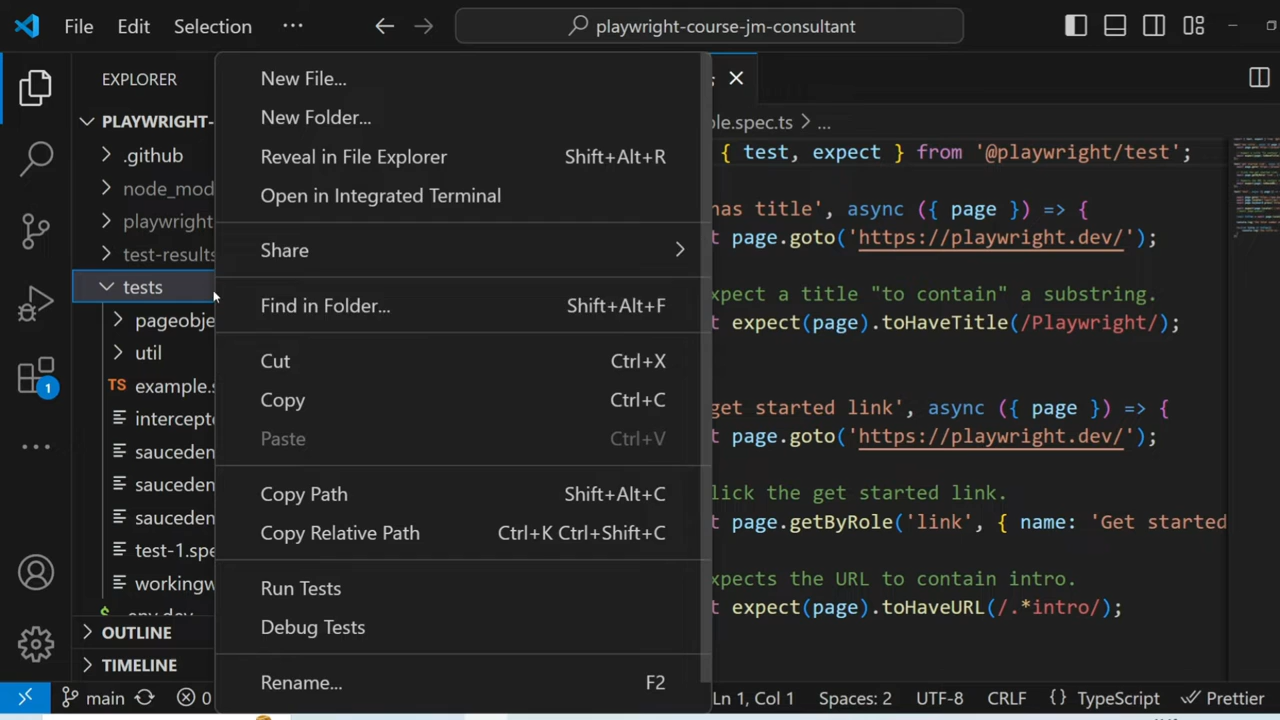 File Edit Selection ··· playwright-course-jm-consultant
EXPLORER
PLAYWRIGHT-
.github
node_mod
playwright
test-results
tests
pageobje
util
TS example.s
intercepto
sauceden
sauceden
sauceden
test-1.spe
workingw
OUTLINE
TIMELINE
New File...
New Folder...
Reveal in File Explorer Shift+Alt+R
Open in Integrated Terminal
Share
Find in Folder... Shift+Alt+F
Cut Ctrl+X
Copy Ctrl+C
Paste Ctrl+V
Copy Path Shift+Alt+C
Copy Relative Path Ctrl+K Ctrl+Shift+C
Run Tests
Debug Tests
Rename... F2
le.spec.ts > ...
{ test, expect } from '@playwright/test';
has title', async ({ page }) => {
t page.goto('https://playwright.dev/');
xpect a title "to contain" a substring.
t expect(page).toHaveTitle(/Playwright/);
get started link', async ({ page }) => {
t page.goto('https://playwright.dev/');
lick the get started link.
t page.getByRole('link', { name: 'Get started
xpects the URL to contain intro.
t expect(page).toHaveURL(/.*intro/);
1
main 0 Ln 1, Col 1 Spaces: 2 UTF-8 CRLF {} TypeScript Prettier